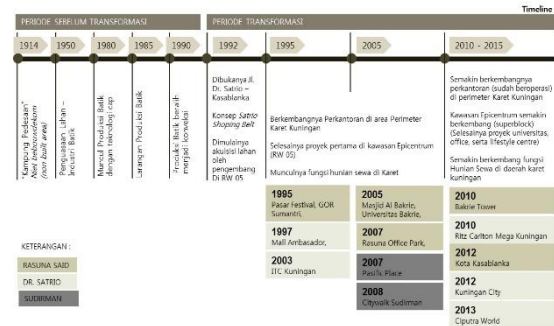 Timeline
PERIODE SEBELUM TRANSFORMASI
PERIODE TRANSFORMASI
1914
1950
1980
1985
1990
1992
1995
2005
2010 - 2015
"Kampung Pedesaan"
(non built area)
Penguasaan Lahan –
Industri Batik
Muncul Produksi Batik
dengan teknologi cap
Larangan Produksi Batik
Produksi Batik beralih
menjadi konveksi
Dibukanya Jl.
Dr. Satrio –
Kasablanka
Konsep Satrio
Shoping Belt
Dimulainya
akuisisi lahan
oleh
pengembang
Di RW 05
Berkembangnya Perkantoran di area Perimeter
Karet Kuningan
Selesainya proyek pertama di kawasan Epicentrum
(RW 05)
Munculnya fungsi hunian sewa di Karet
Semakin berkembangnya
perkantoran (sudah beroperasi)
di perimeter Karet Kuningan
Kawasan Epicentrum semakin
berkembang (superblock)
(Selesainya proyek universitas,
office, serta lifestyle centre)
Semakin berkembang fungsi
Hunian Sewa di daerah karet
kuningan
1995
Pasar Festival, GOR
Sumantri,
1997
Mall Ambasador,
2003
ITC Kuningan
2005
Masjid Al Bakrie,
Universitas Bakrie,
2007
Rasuna Office Park,
2007
Pasific Place
2008
Citywalk Sudirman
2010
Bakrie Tower
2010
Ritz Carlton Mega Kuningan
2012
Kota Kasablanka
2012
Kuningan City
2013
Ciputra World
KETERANGAN :
RASUNA SAID
DR. SATRIO
SUDIRMAN